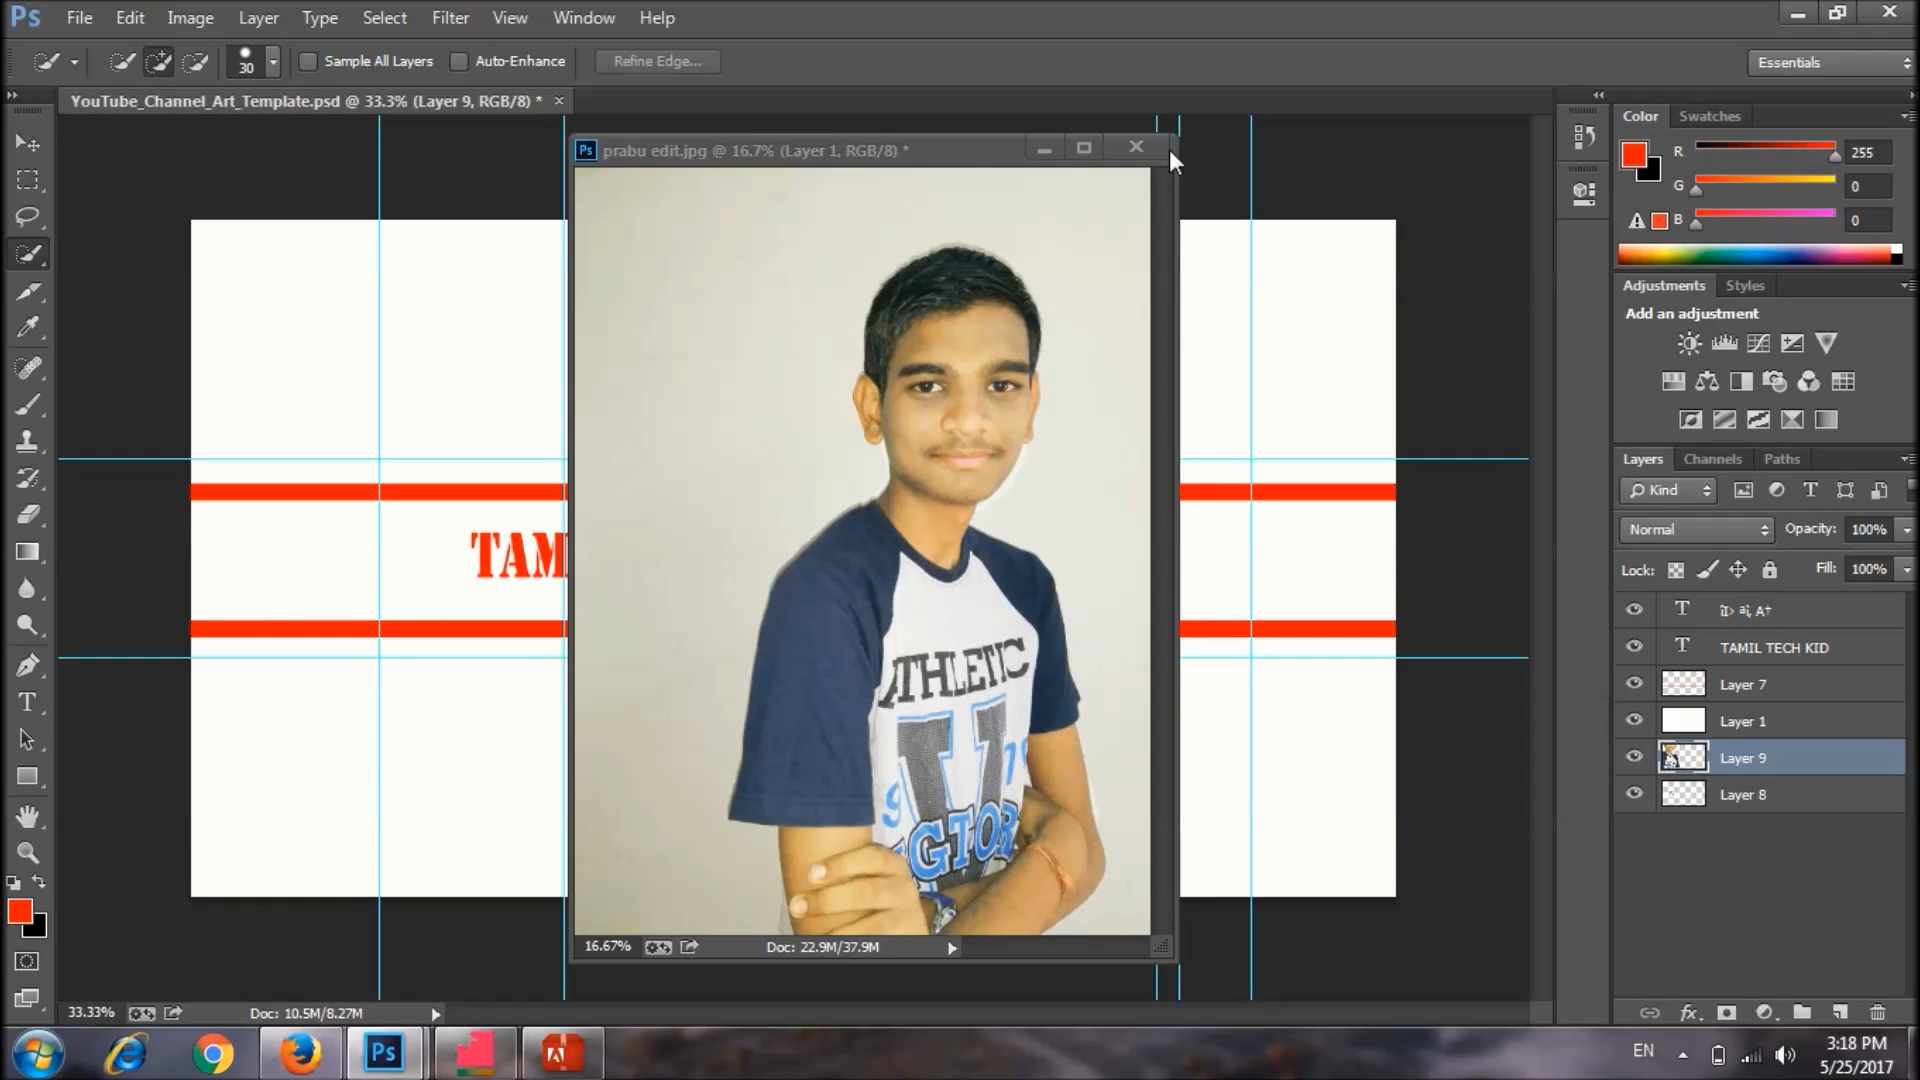 Ps
File Edit Image Layer Type Select Filter View Window Help
30
Sample All Layers
Auto-Enhance
Refine Edge...
Essentials
YouTube_Channel_Art_Template.psd @ 33.3% (Layer 9, RGB/8) *
Ps
prabu edit.jpg @ 16.7% (Layer 1, RGB/8) *
Color Swatches
R 255
G 0
B 0
Adjustments Styles
Add an adjustment
Layers Channels Paths
Kind
Normal
Opacity: 100%
Lock:
Fill: 100%
TAMIL TECH KID
Layer 7
Layer 1
Layer 9
Layer 8
TAM
ATHLETIC
16.67%
Doc: 22.9M/37.9M
33.33%
Doc: 10.5M/8.27M
Ps
EN
3:18 PM
5/25/2017